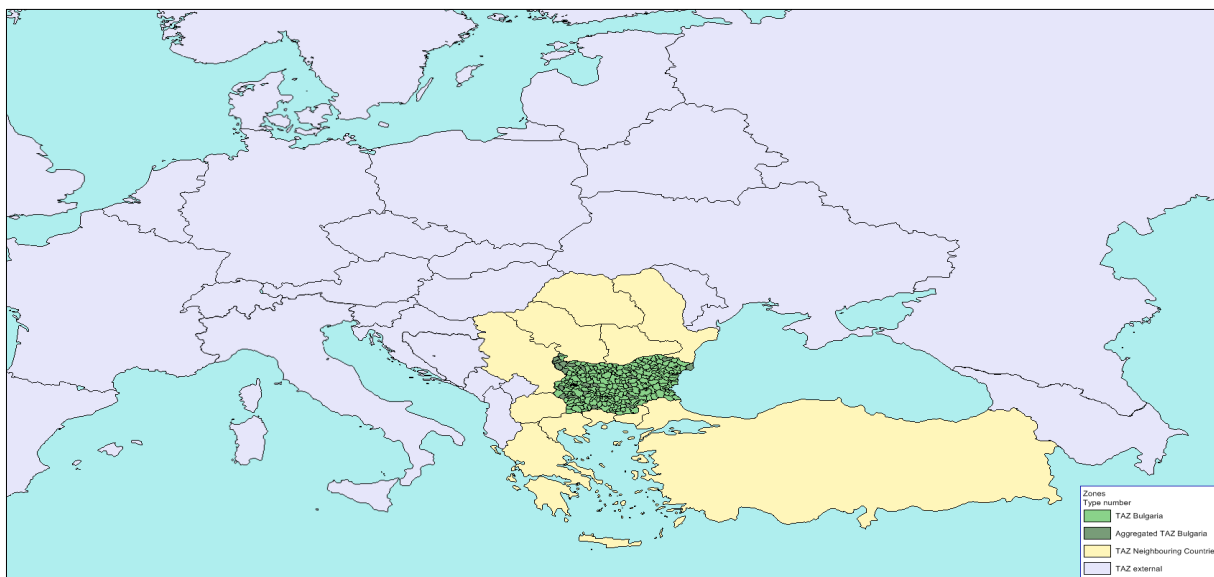 Zones
Type number
TAZ Bulgaria
Aggregated TAZ Bulgaria
TAZ Neighbouring Countrie
TAZ external